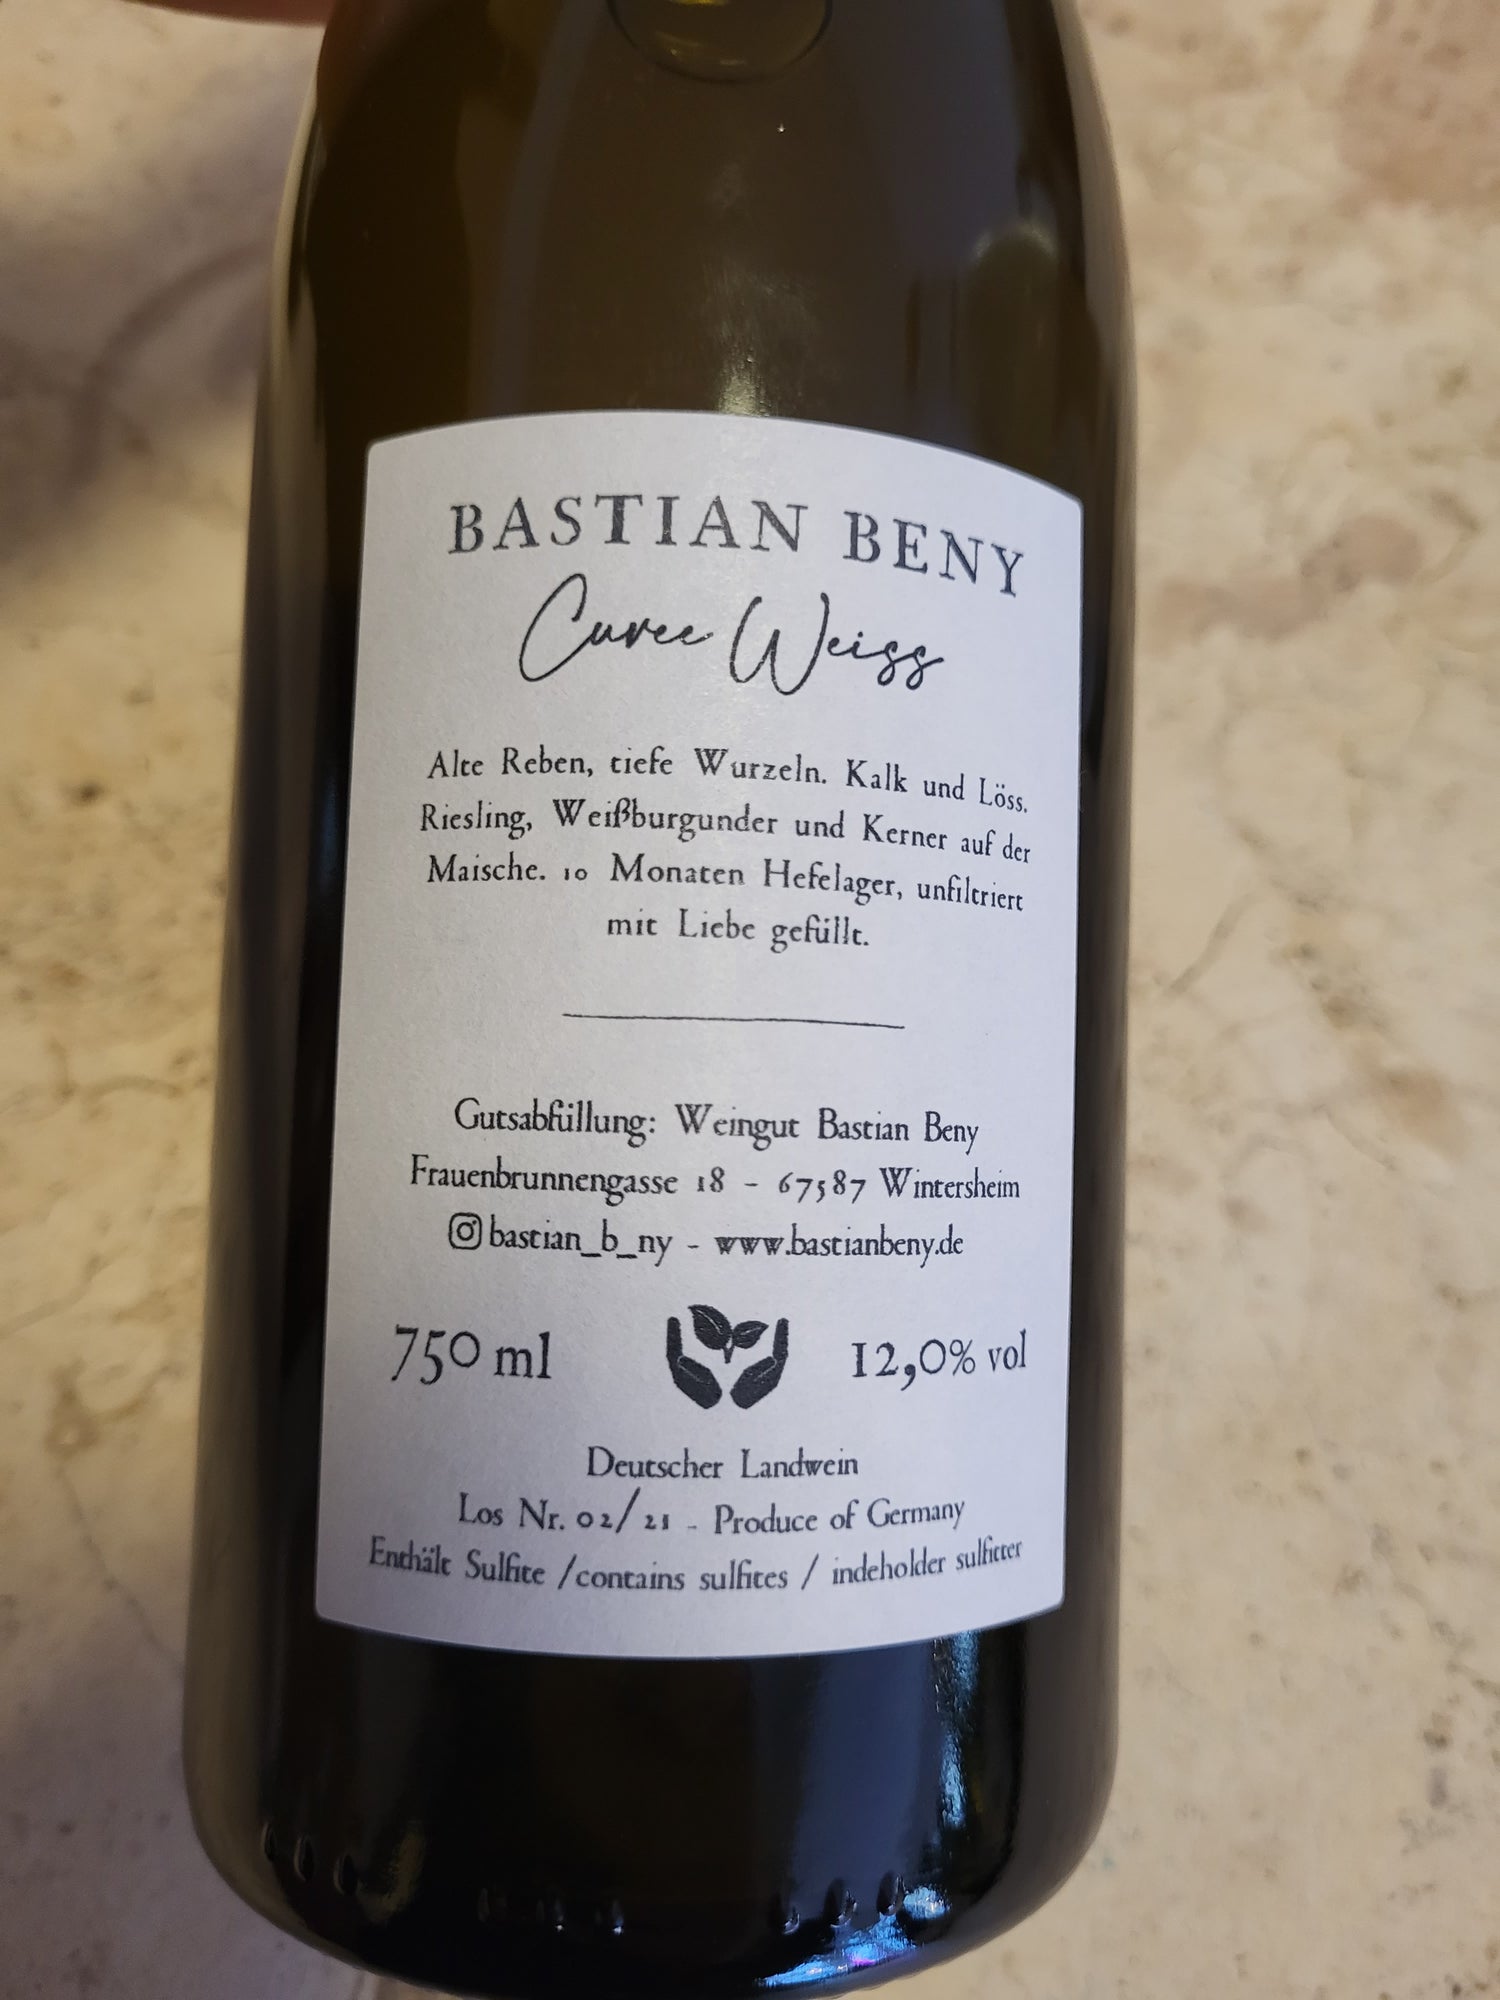 BASTIAN BENY
Cuvee Weiss
Alte Reben, tiefe Wurzeln. Kalk und Löss.
Riesling, Weißburgunder und Kerner auf der
Maische. 10 Monaten Hefelager, unfiltriert
mit Liebe gefüllt.
Gutsabfüllung: Weingut Bastian Beny
Frauenbrunnengasse 18 - 67587 Wintersheim
bastian_b_ny - www.bastianbeny.de
750 ml 12,0% vol
Deutscher Landwein
Los Nr. 02/21 - Produce of Germany
Enthält Sulfite /contains sulfites / indeholder sulfitter